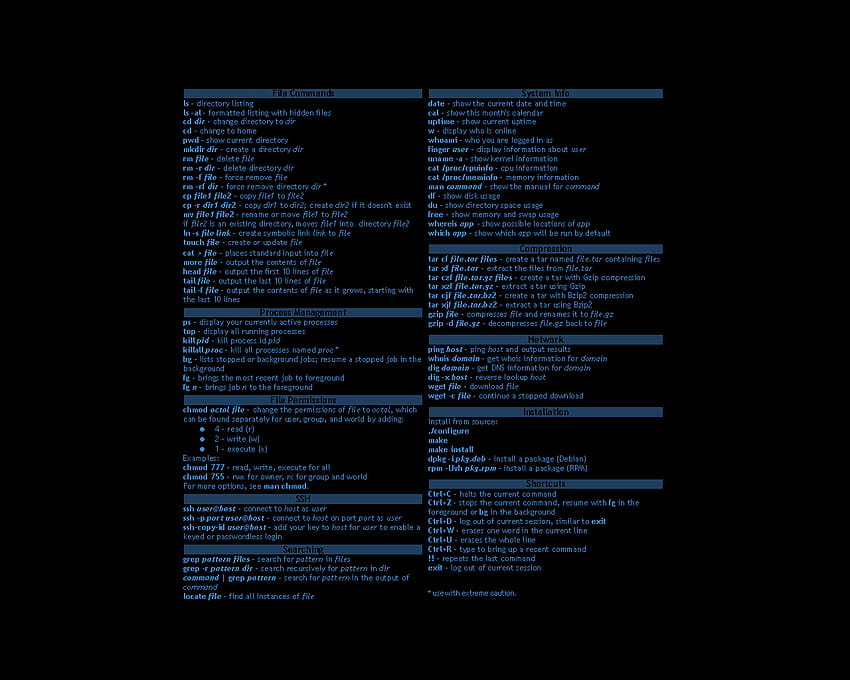 File Commands
ls - directory listing
ls -al - formatted listing with hidden files
cd dir - change directory to dir
cd - change to home
pwd - show current directory
mkdir dir - create a directory dir
rm file - delete file
rm -r dir - delete directory dir
rm -f file - force remove file
rm -rf dir - force remove directory dir *
cp file1 file2 - copy file1 to file2
cp -r dir1 dir2 - copy dir1 to dir2; create dir2 if it doesn't exist
mv file1 file2 - rename or move file1 to file2
if file2 is an existing directory, moves file1 into directory file2
ln -s file link - create symbolic link link to file
touch file - create or update file
cat > file - places standard input into file
more file - output the contents of file
head file - output the first 10 lines of file
tail file - output the last 10 lines of file
tail -f file - output the contents of file as it grows, starting with
the last 10 lines
Process Management
ps - display your currently active processes
top - display all running processes
kill pid - kill process id pid
killall proc - kill all processes named proc *
bg - lists stopped or background jobs; resume a stopped job in the
background
fg - brings the most recent job to foreground
fg n - brings job n to the foreground
File Permissions
chmod octal file - change the permissions of file to octal, which
can be found separately for user, group, and world by adding:
● 4 - read (r)
● 2 - write (w)
● 1 - execute (x)
Examples:
chmod 777 - read, write, execute for all
chmod 755 - rwx for owner, rx for group and world
For more options, see man chmod.
SSH
ssh user@host - connect to host as user
ssh -p port user@host - connect to host on port port as user
ssh-copy-id user@host - add your key to host for user to enable a
keyed or passwordless login
Searching
grep pattern files - search for pattern in files
grep -r pattern dir - search recursively for pattern in dir
command | grep pattern - search for pattern in the output of
command
locate file - find all instances of file
System Info
date - show the current date and time
cal - show this month's calendar
uptime - show current uptime
w - display who is online
whoami - who you are logged in as
finger user - display information about user
uname -a - show kernel information
cat /proc/cpuinfo - cpu information
cat /proc/meminfo - memory information
man command - show the manual for command
df - show disk usage
du - show directory space usage
free - show memory and swap usage
whereis app - show possible locations of app
which app - show which app will be run by default
Compression
tar cf file.tar files - create a tar named file.tar containing files
tar xf file.tar - extract the files from file.tar
tar czf file.tar.gz files - create a tar with Gzip compression
tar xzf file.tar.gz - extract a tar using Gzip
tar cjf file.tar.bz2 - create a tar with Bzip2 compression
tar xjf file.tar.bz2 - extract a tar using Bzip2
gzip file - compresses file and renames it to file.gz
gzip -d file.gz - decompresses file.gz back to file
Network
ping host - ping host and output results
whois domain - get whois information for domain
dig domain - get DNS information for domain
dig -x host - reverse lookup host
wget file - download file
wget -c file - continue a stopped download
Installation
Install from source:
./configure
make
make install
dpkg -i pkg.deb - install a package (Debian)
rpm -Uvh pkg.rpm - install a package (RPM)
Shortcuts
Ctrl+C - halts the current command
Ctrl+Z - stops the current command, resume with fg in the
foreground or bg in the background
Ctrl+D - log out of current session, similar to exit
Ctrl+W - erases one word in the current line
Ctrl+U - erases the whole line
Ctrl+R - type to bring up a recent command
!! - repeats the last command
exit - log out of current session
* use with extreme caution.